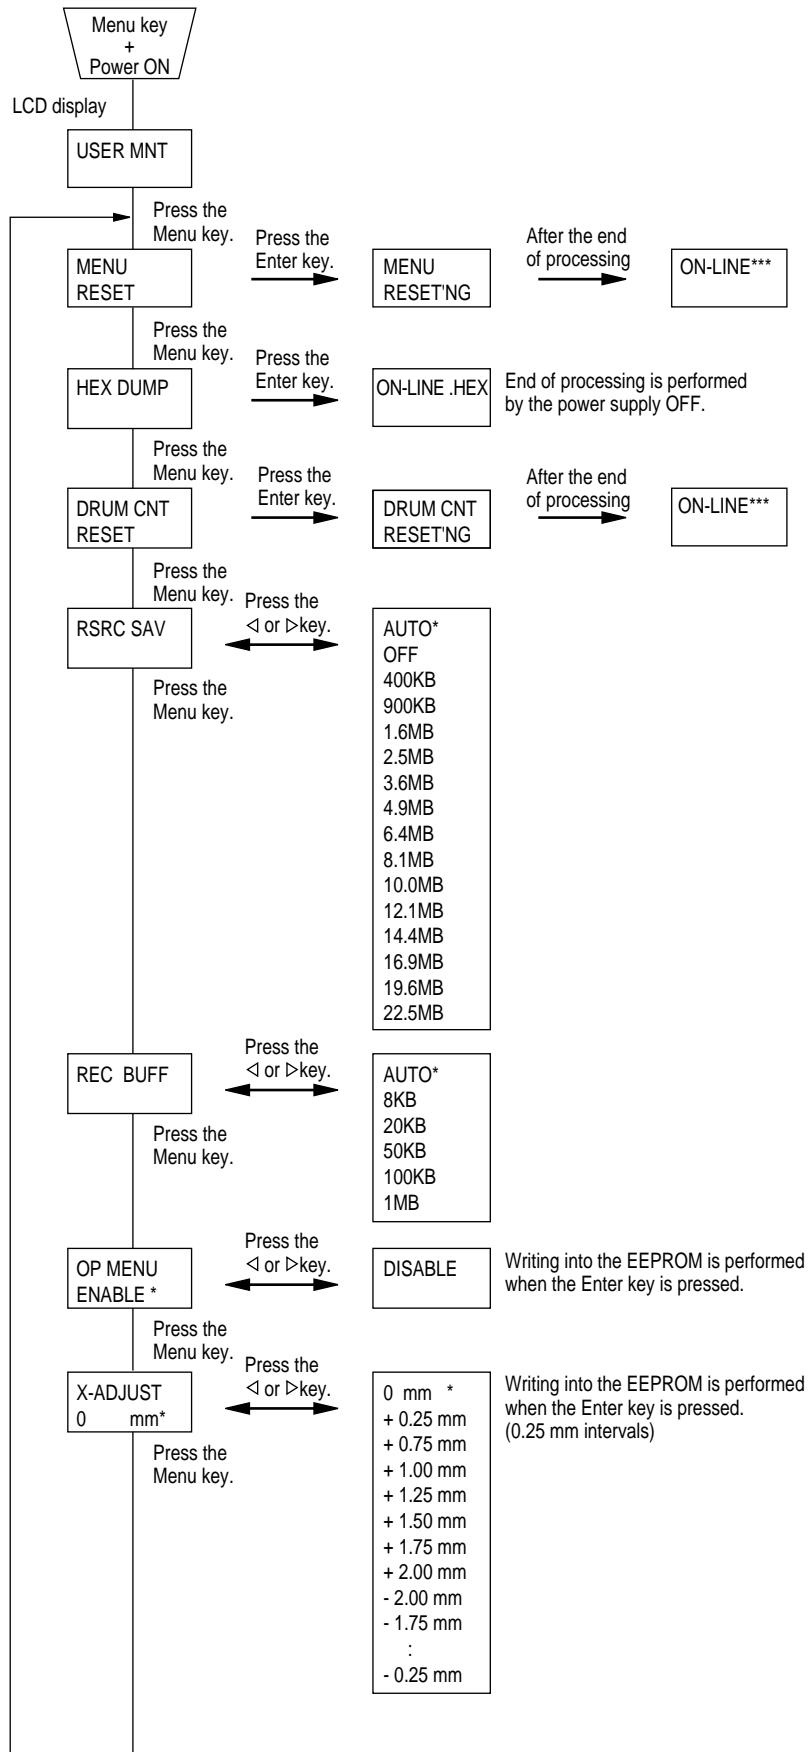 Menu key
+
Power ON
LCD display
USER MNT
Press the
Menu key.
MENU
RESET
Press the
Enter key.
MENU
RESET'NG
After the end
of processing
ON-LINE***
Press the
Menu key.
HEX DUMP
Press the
Enter key.
ON-LINE .HEX
End of processing is performed
by the power supply OFF.
Press the
Menu key.
DRUM CNT
RESET
Press the
Enter key.
DRUM CNT
RESET'NG
After the end
of processing
ON-LINE***
Press the
Menu key.
RSRC SAV
Press the
◁ or ▷key.
AUTO*
OFF
400KB
900KB
1.6MB
2.5MB
3.6MB
4.9MB
6.4MB
8.1MB
10.0MB
12.1MB
14.4MB
16.9MB
19.6MB
22.5MB
Press the
Menu key.
REC BUFF
Press the
◁ or ▷key.
AUTO*
8KB
20KB
50KB
100KB
1MB
Press the
Menu key.
OP MENU
ENABLE *
Press the
◁ or ▷key.
DISABLE
Writing into the EEPROM is performed
when the Enter key is pressed.
Press the
Menu key.
X-ADJUST
0 mm*
Press the
◁ or ▷key.
0 mm *
+ 0.25 mm
+ 0.75 mm
+ 1.00 mm
+ 1.25 mm
+ 1.50 mm
+ 1.75 mm
+ 2.00 mm
- 2.00 mm
- 1.75 mm
:
- 0.25 mm
Writing into the EEPROM is performed
when the Enter key is pressed.
(0.25 mm intervals)
Press the
Menu key.